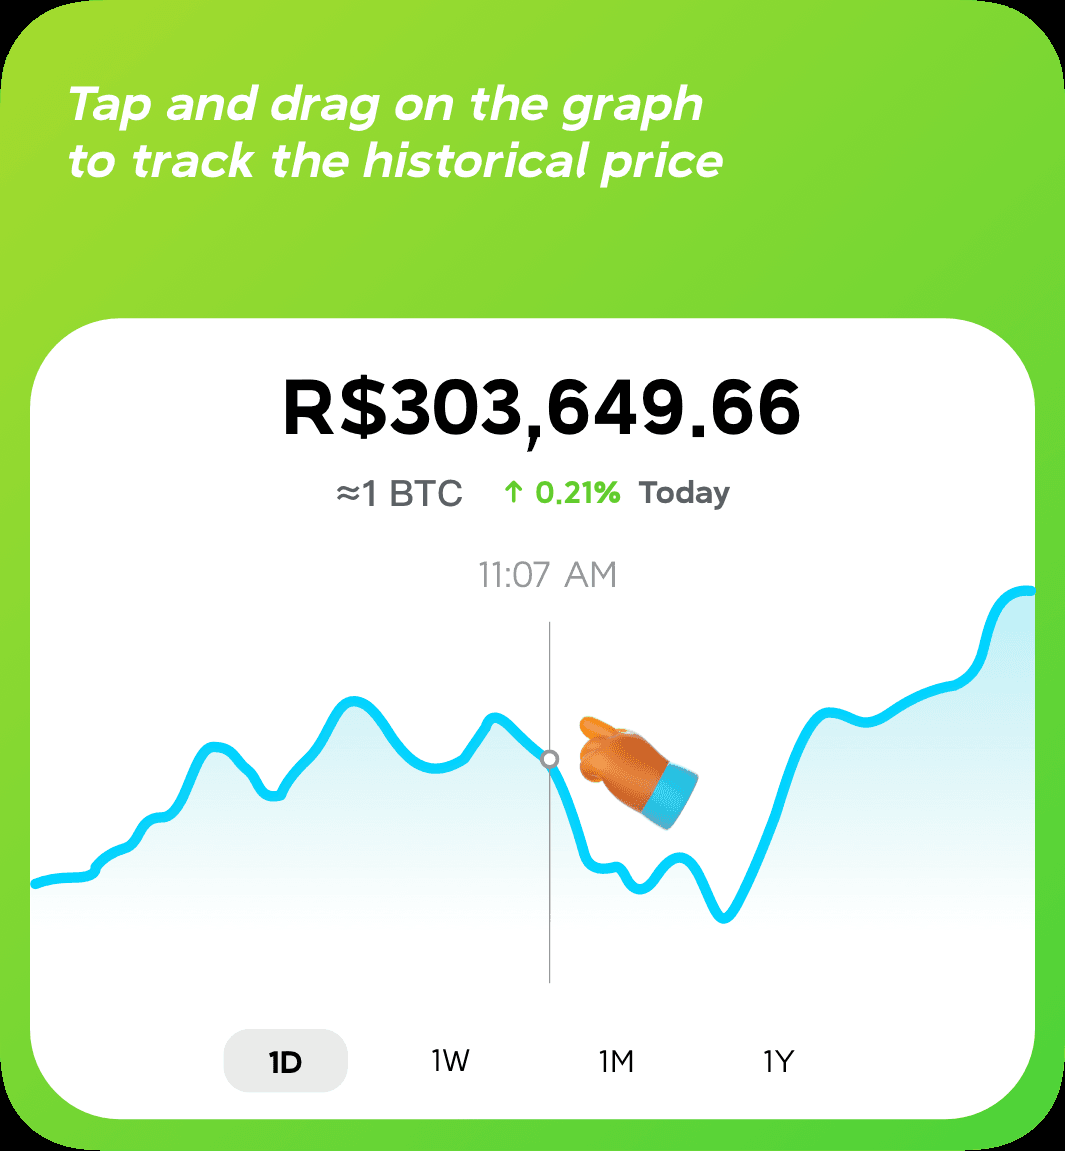 Tap and drag on the graph
to track the historical price
R$303,649.66
≈1 BTC ↑ 0.21% Today
11:07 AM
1D 1W 1M 1Y